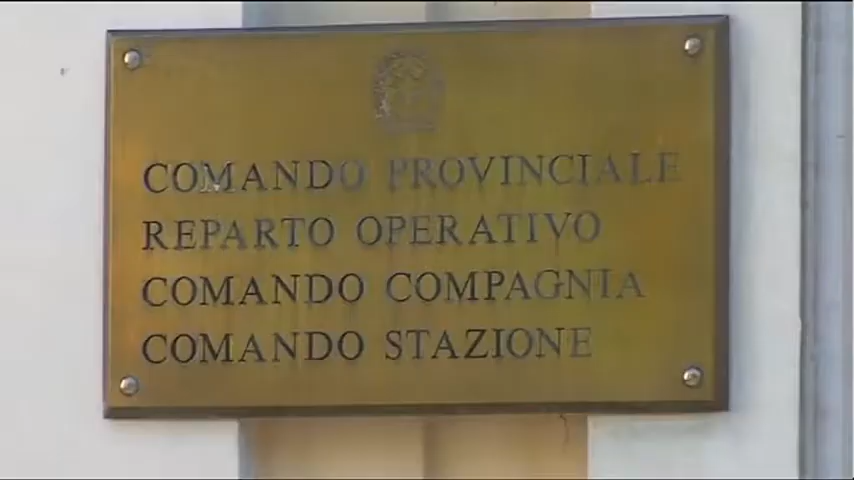 COMANDO PROVINCIALE
REPARTO OPERATIVO
COMANDO COMPAGNIA
COMANDO STAZIONE